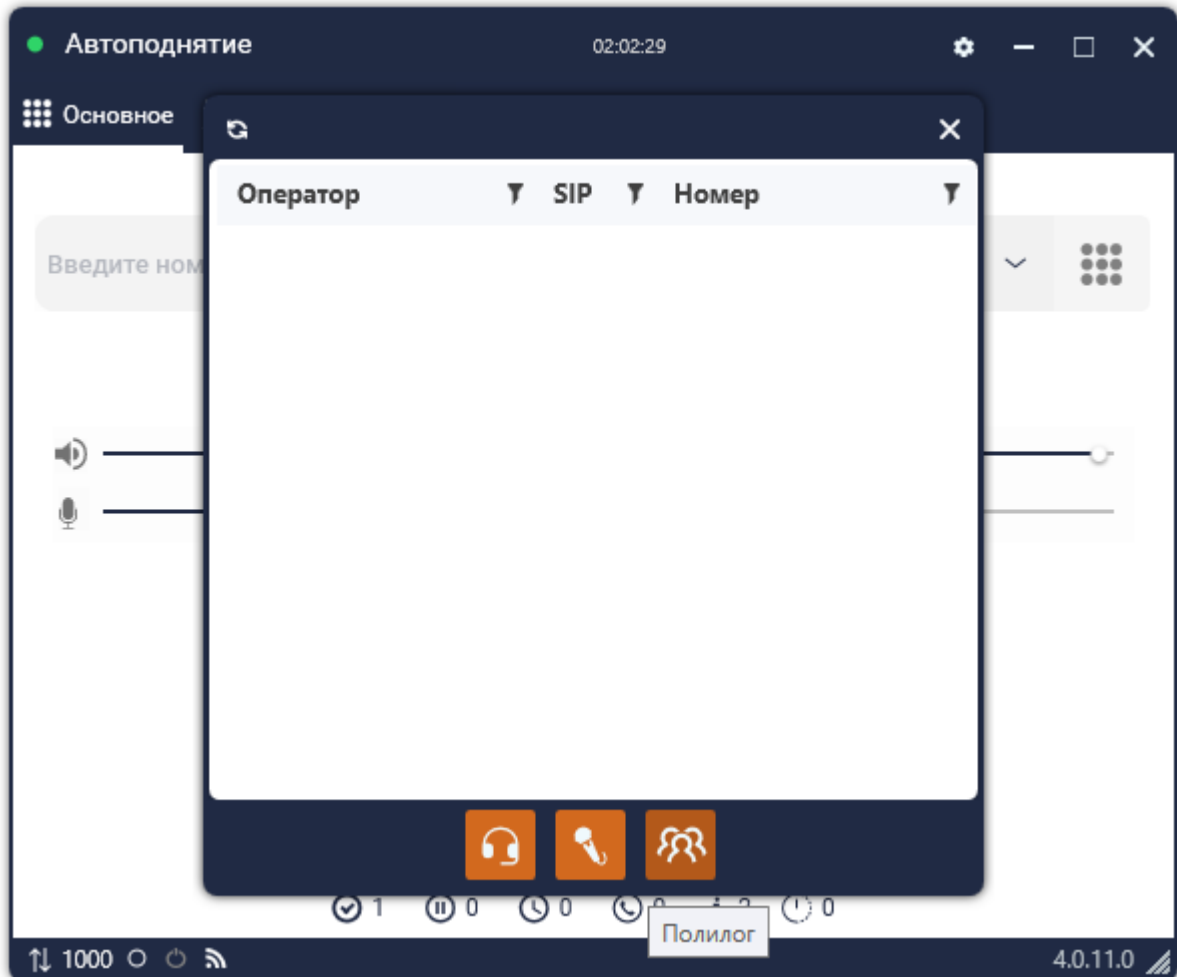 Автоподнятие 02:02:29
Основное
Оператор SIP Номер
Введите ном
1 0 0 0
Полилог
1000 4.0.11.0